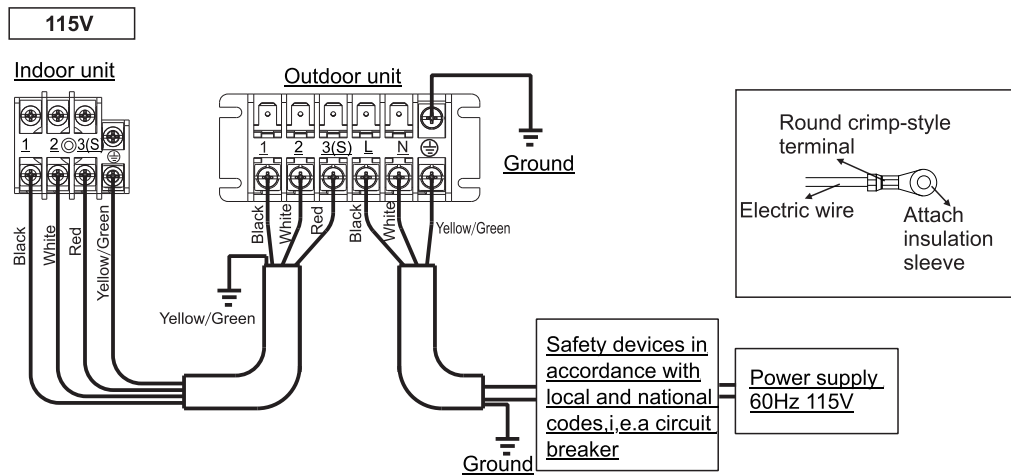 115V
Indoor unit
Outdoor unit
1 2 3(S)
1 2 3(S) L N
Ground
Black
White
Red
Yellow/Green
Black
White
Red
Black
Yellow/Green
Yellow/Green
Round crimp-style
terminal
Electric wire
Attach
insulation
sleeve
Safety devices in
accordance with
local and national
codes,i,e.a circuit
breaker
Power supply
60Hz 115V
Ground